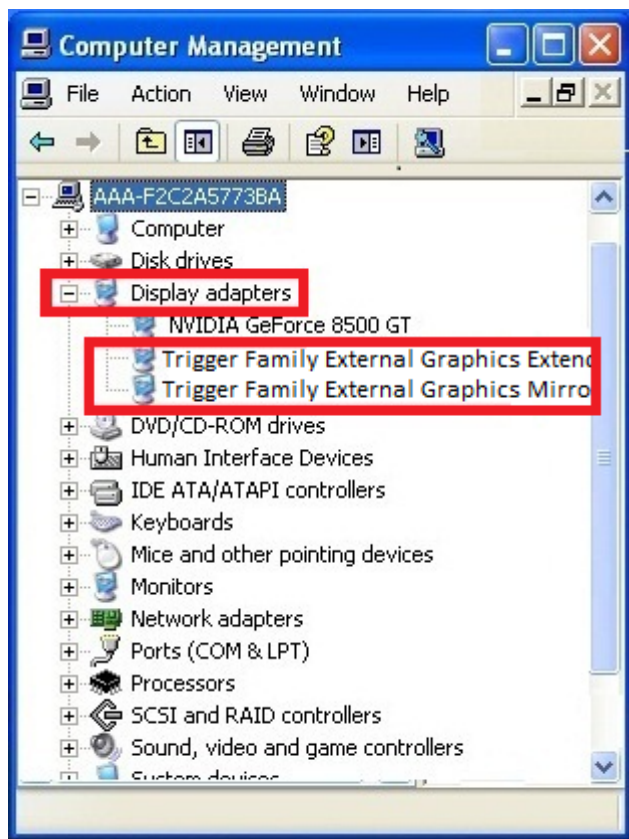 Computer Management
File Action View Window Help
AAA-F2C2A5773BA
Computer
Disk drives
Display adapters
NVIDIA GeForce 8500 GT
Trigger Family External Graphics Extend
Trigger Family External Graphics Mirro
DVD/CD-ROM drives
Human Interface Devices
IDE ATA/ATAPI controllers
Keyboards
Mice and other pointing devices
Monitors
Network adapters
Ports (COM & LPT)
Processors
SCSI and RAID controllers
Sound, video and game controllers
System devices